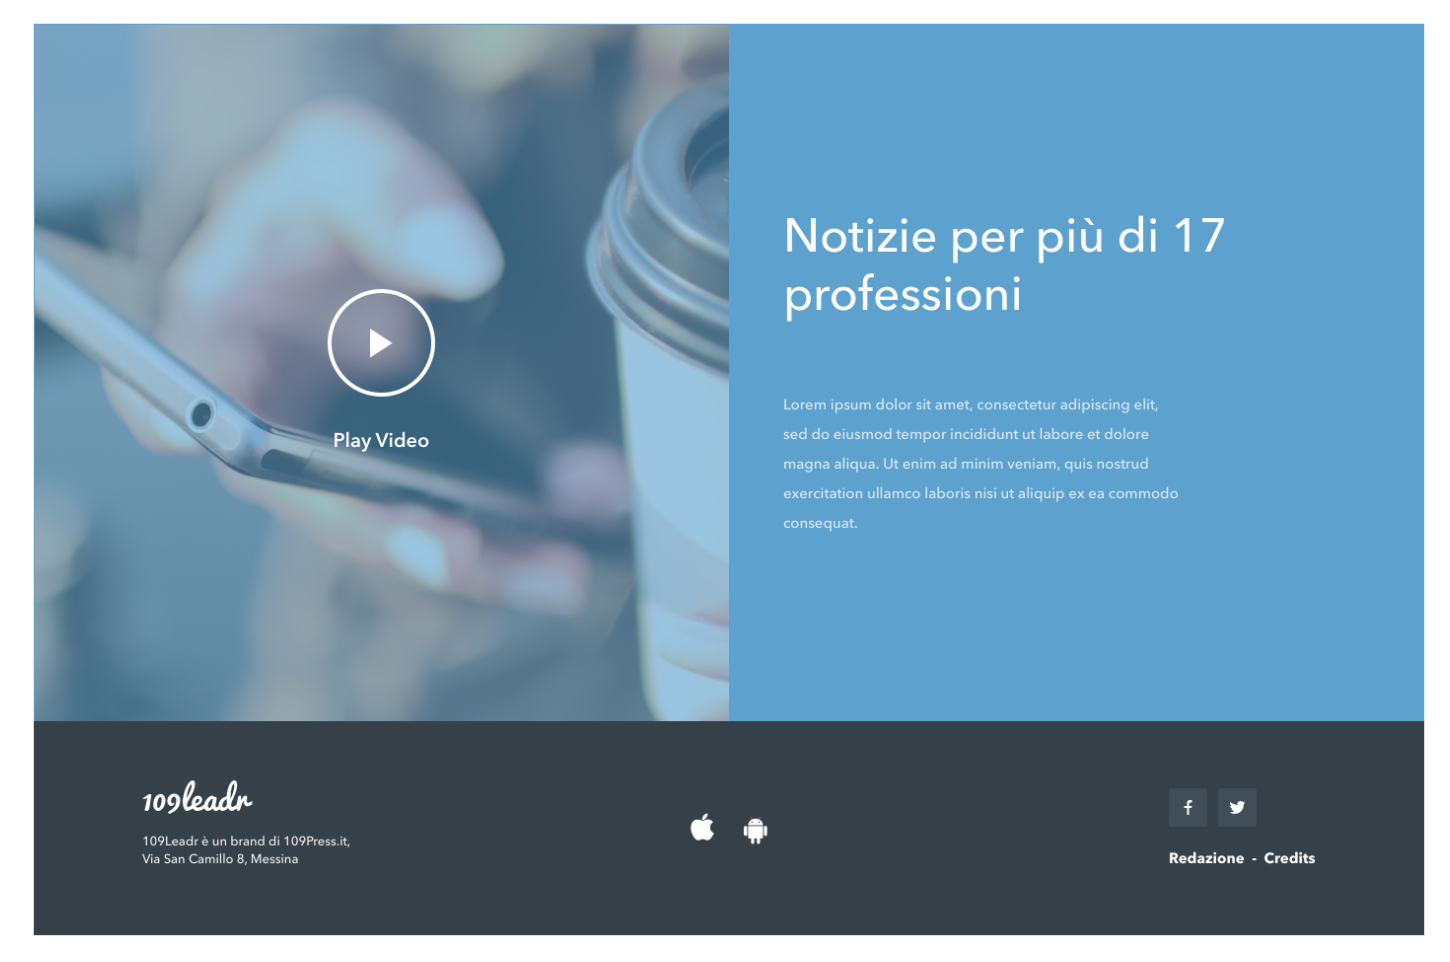 Play Video
Notizie per più di 17
professioni
Lorem ipsum dolor sit amet, consectetur adipiscing elit,
sed do eiusmod tempor incididunt ut labore et dolore
magna aliqua. Ut enim ad minim veniam, quis nostrud
exercitation ullamco laboris nisi ut aliquip ex ea commodo
consequat.
109leadr
109Leadr è un brand di 109Press.it,
Via San Camillo 8, Messina
Redazione - Credits